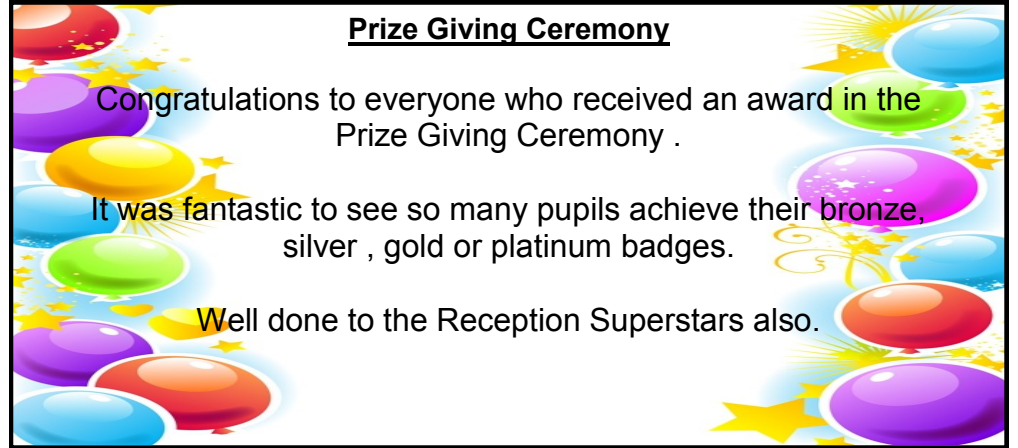 Prize Giving Ceremony
Congratulations to everyone who received an award in the
Prize Giving Ceremony .
It was fantastic to see so many pupils achieve their bronze,
silver , gold or platinum badges.
Well done to the Reception Superstars also.